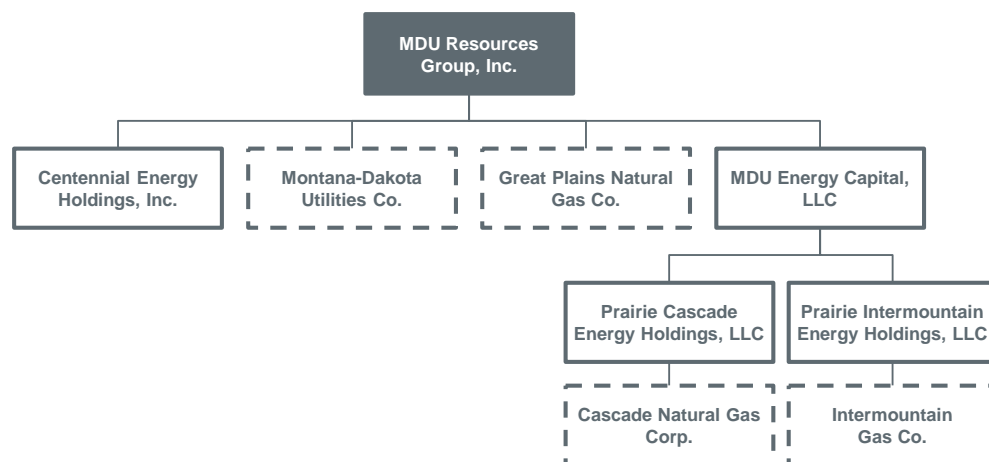 MDU Resources
Group, Inc.
Centennial Energy
Holdings, Inc.
Montana-Dakota
Utilities Co.
Great Plains Natural
Gas Co.
MDU Energy Capital,
LLC
Prairie Cascade
Energy Holdings, LLC
Prairie Intermountain
Energy Holdings, LLC
Cascade Natural Gas
Corp.
Intermountain
Gas Co.